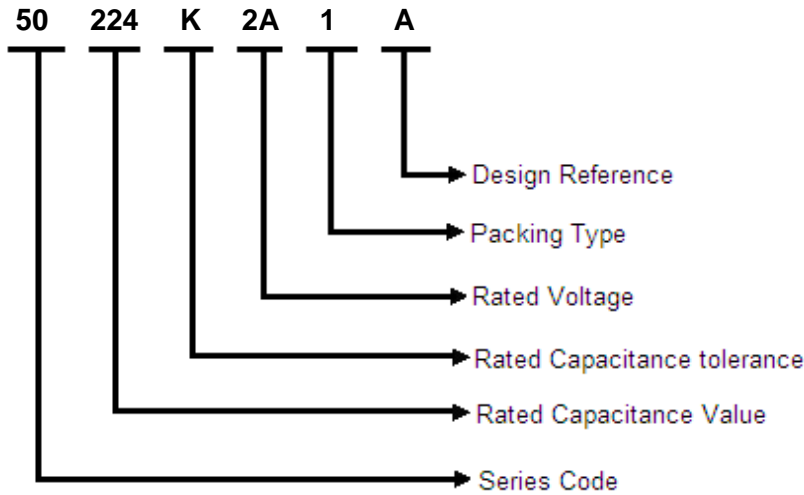 50 224 K 2A 1 A
Design Reference
Packing Type
Rated Voltage
Rated Capacitance tolerance
Rated Capacitance Value
Series Code